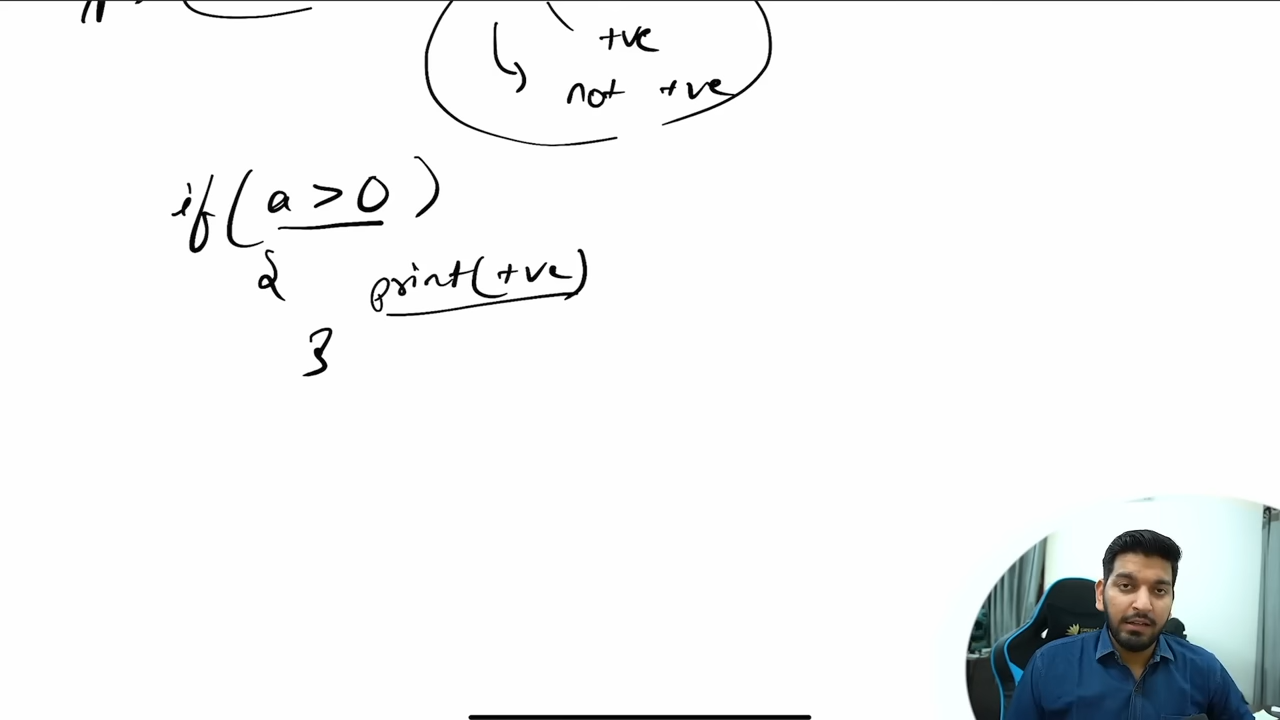 +ve
not +ve
if( a > 0 )
{
print(+ve)
}